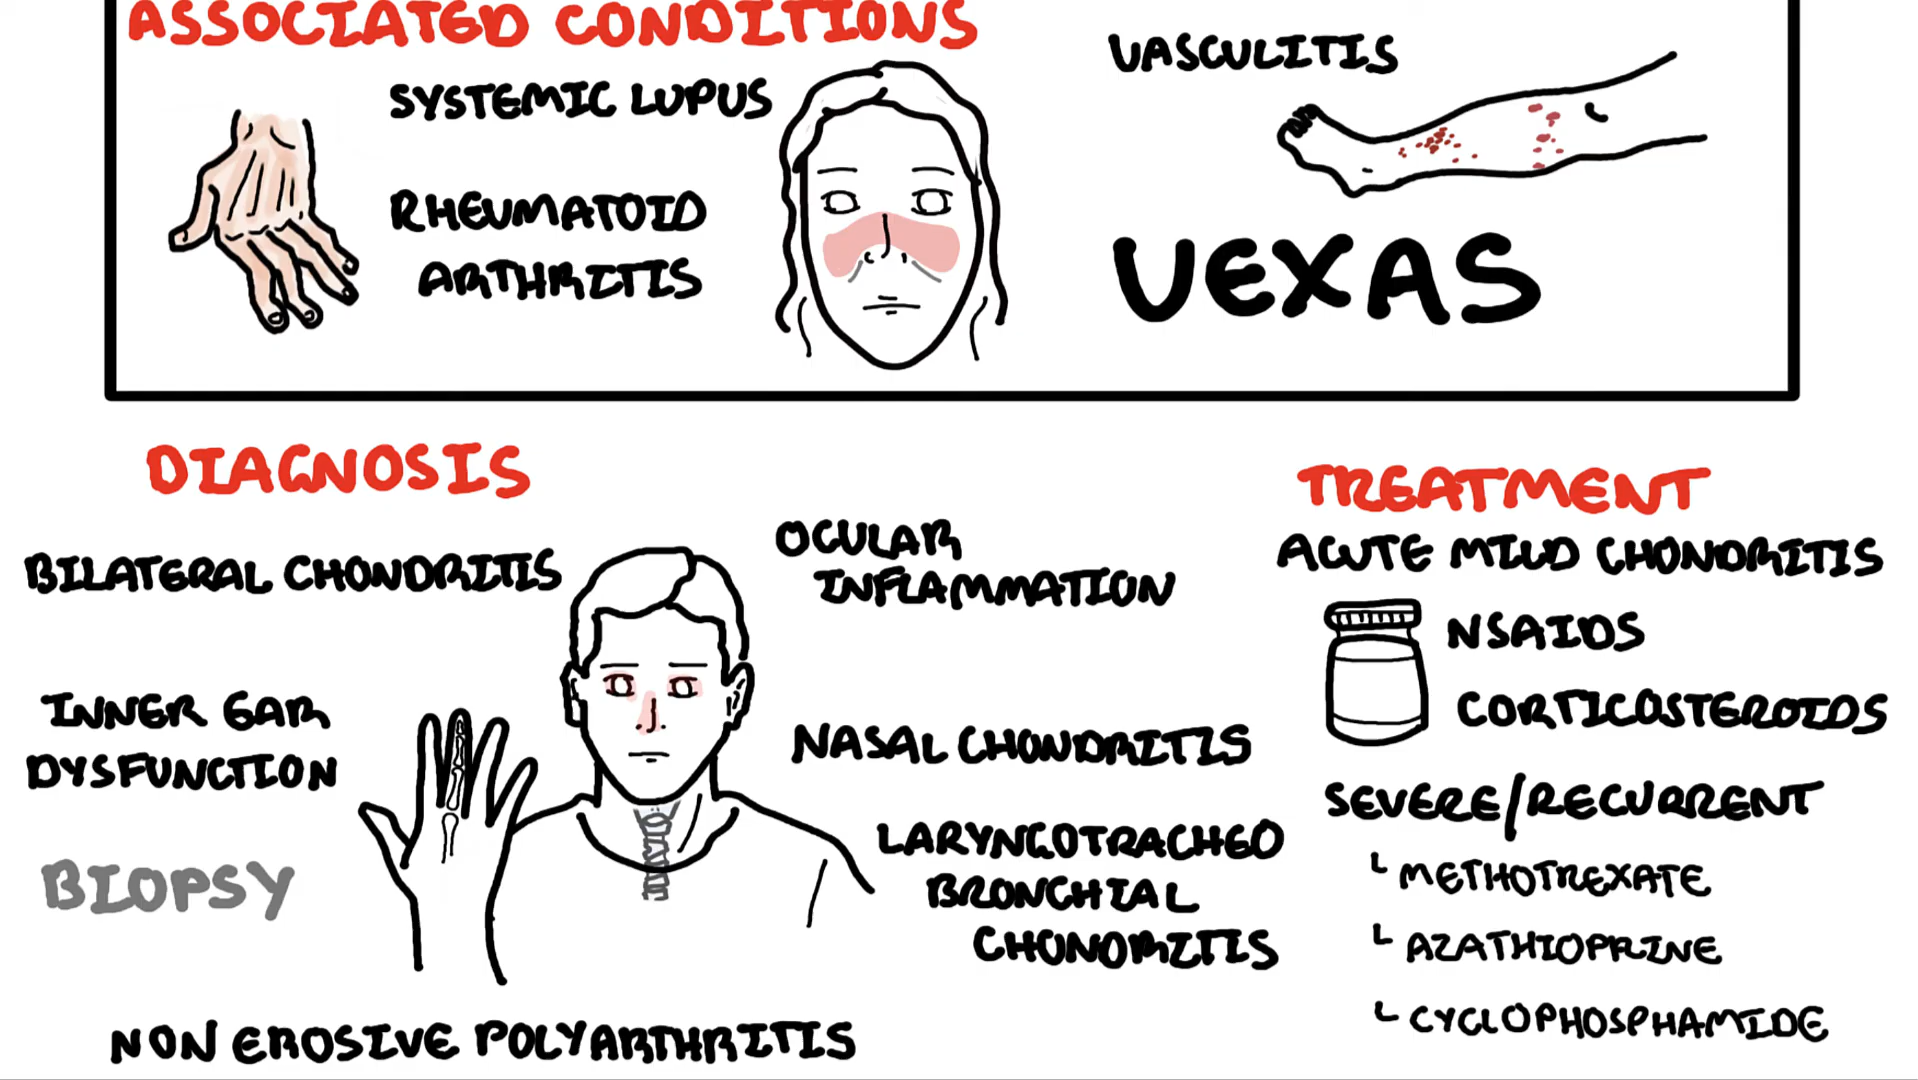 ASSOCIATED CONDITIONS
SYSTEMIC LUPUS
RHEUMATOID
ARTHRITIS
VASCULITIS
VEXAS
DIAGNOSIS
BILATERAL CHONDRITIS
INNER EAR
DYSFUNCTION
BIOPSY
NON EROSIVE POLYARTHRITIS
OCULAR
INFLAMMATION
NASAL CHONDRITIS
LARYNGOTRACHEO
BRONCHIAL
CHONDRITIS
TREATMENT
ACUTE MILD CHONDRITIS
NSAIDS
CORTICOSTEROIDS
SEVERE/RECURRENT
METHOTREXATE
AZATHIOPRINE
CYCLOPHOSPHAMIDE